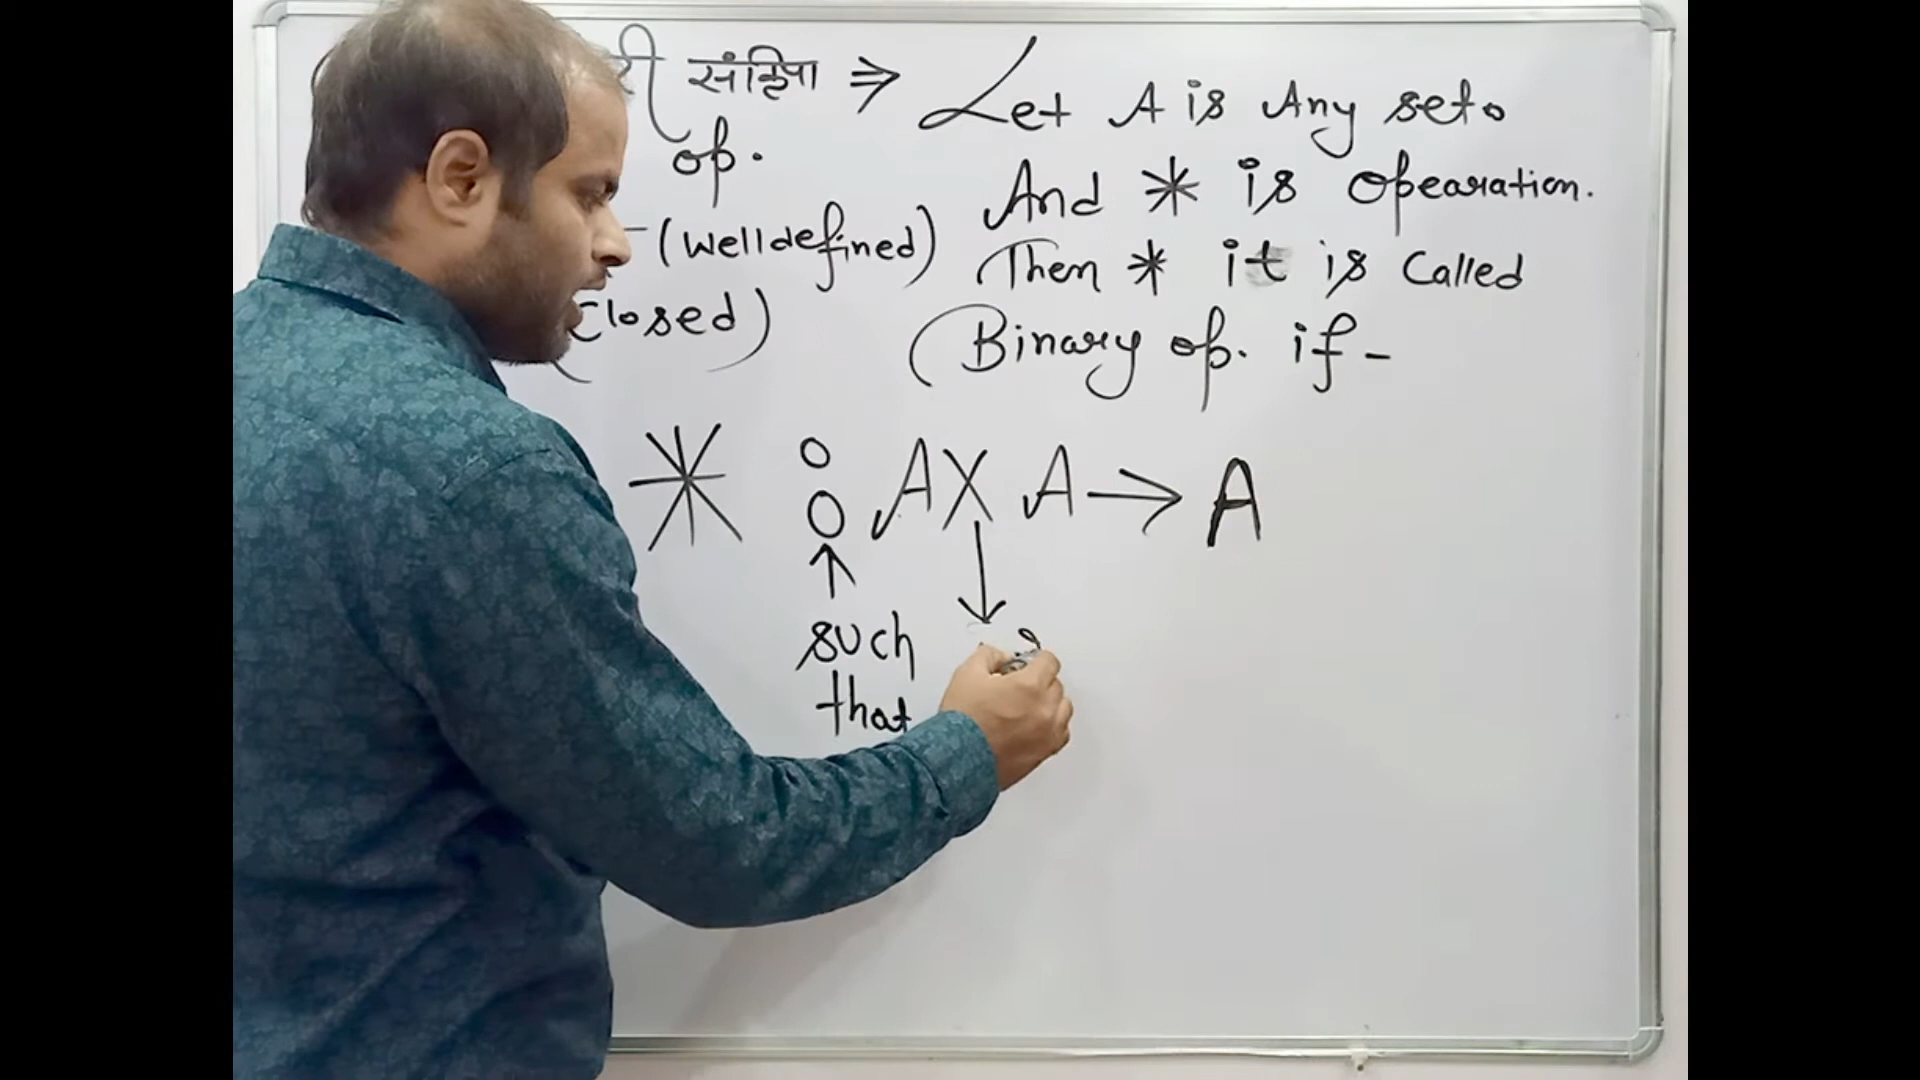 संक्रिया ⇒ Let A is Any set.
op. And * is Opearation.
(Welldefined) Then * it is Called
Closed) (Binary op. if -
* : A X A → A
such
that